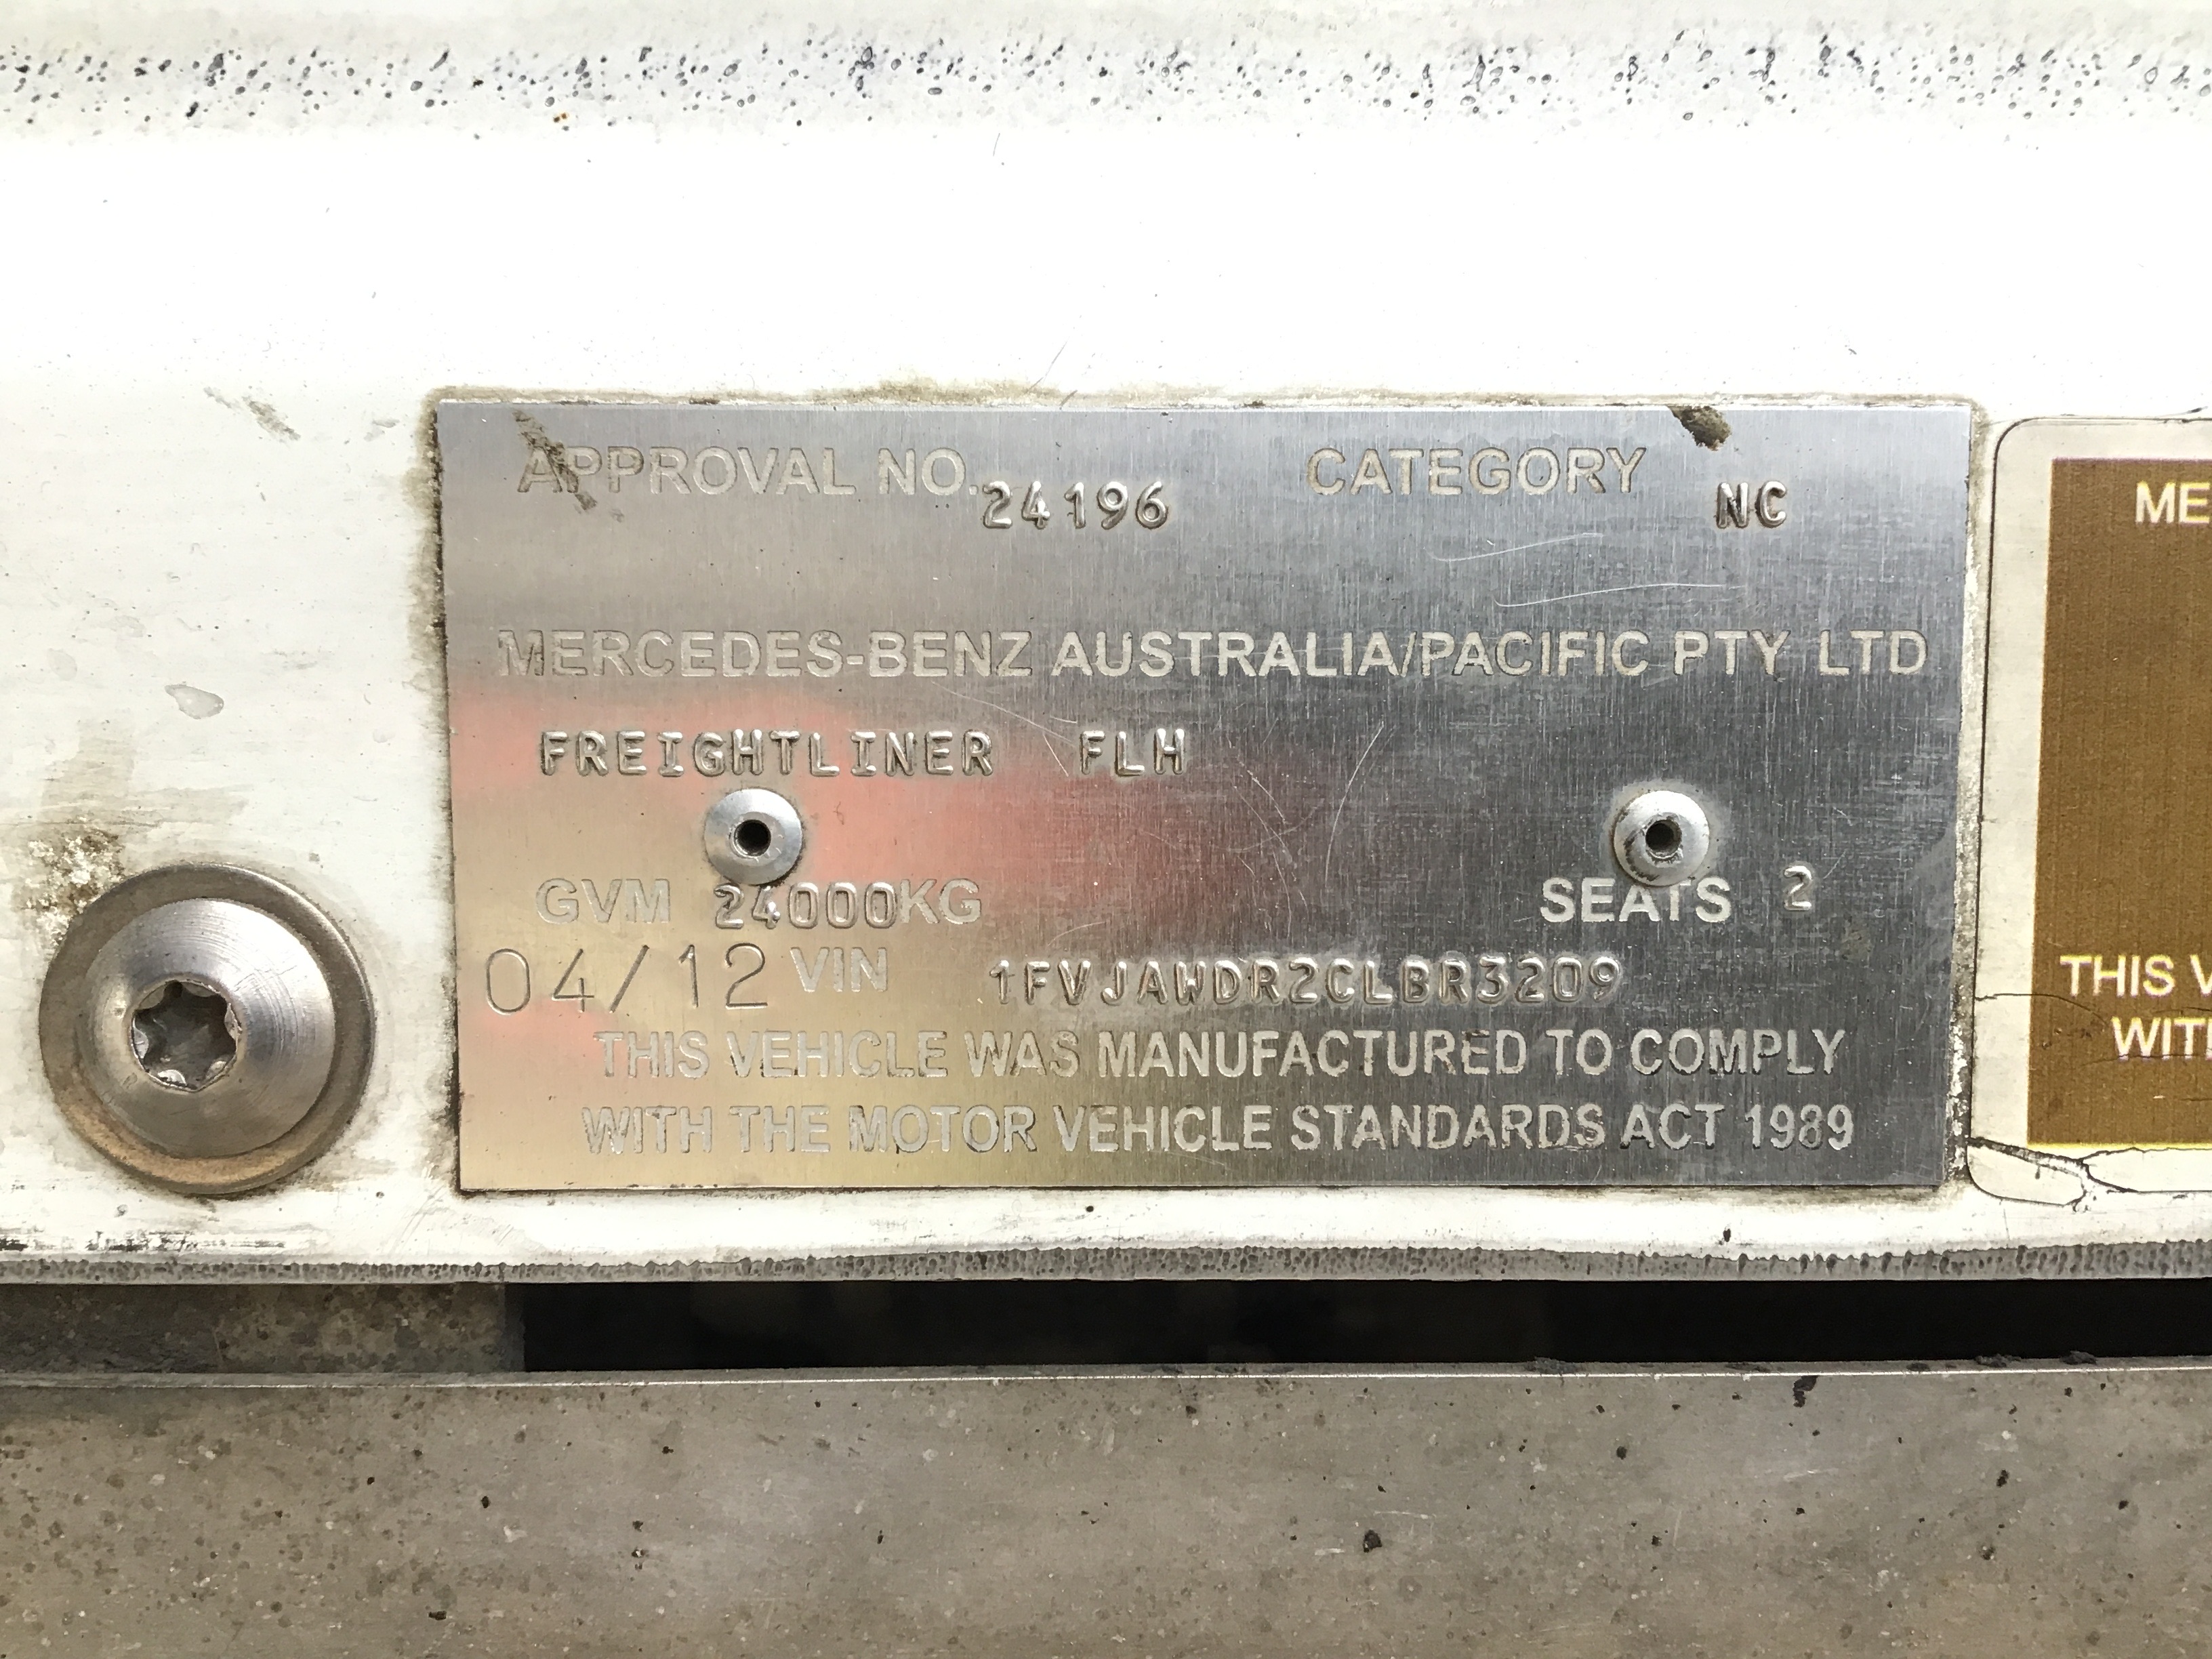 APPROVAL NO. 24196 CATEGORY NC
MERCEDES-BENZ AUSTRALIA/PACIFIC PTY LTD
FREIGHTLINER FLH
GVM 24000KG SEATS 2
04/12 VIN 1FVJAWDR2CLBR3209
THIS VEHICLE WAS MANUFACTURED TO COMPLY
WITH THE MOTOR VEHICLE STANDARDS ACT 1989
ME
THIS V
WIT